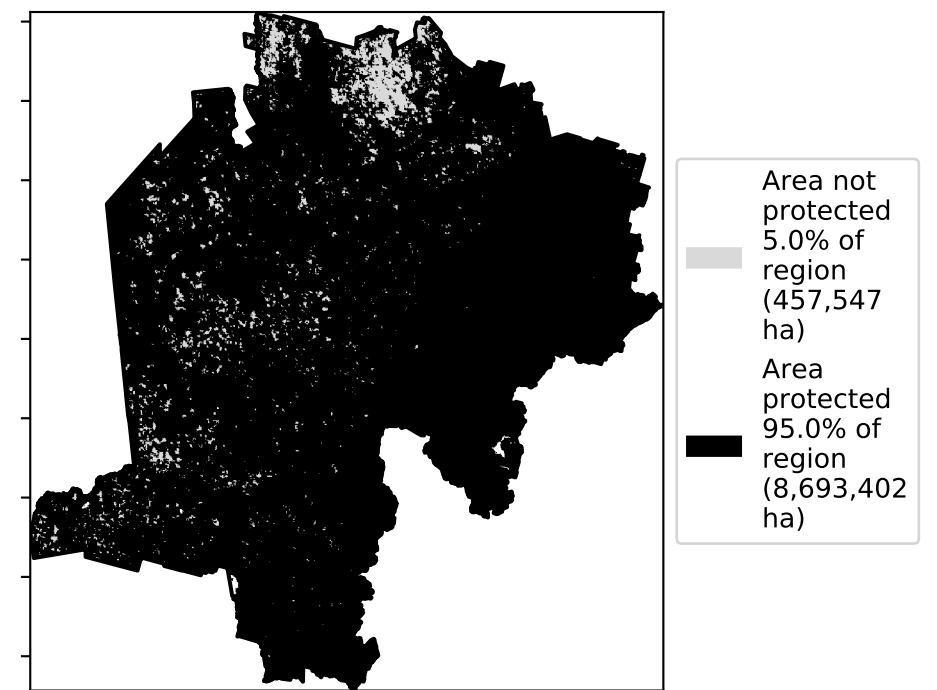 Area not
protected
5.0% of
region
(457,547
ha)
Area
protected
95.0% of
region
(8,693,402
ha)